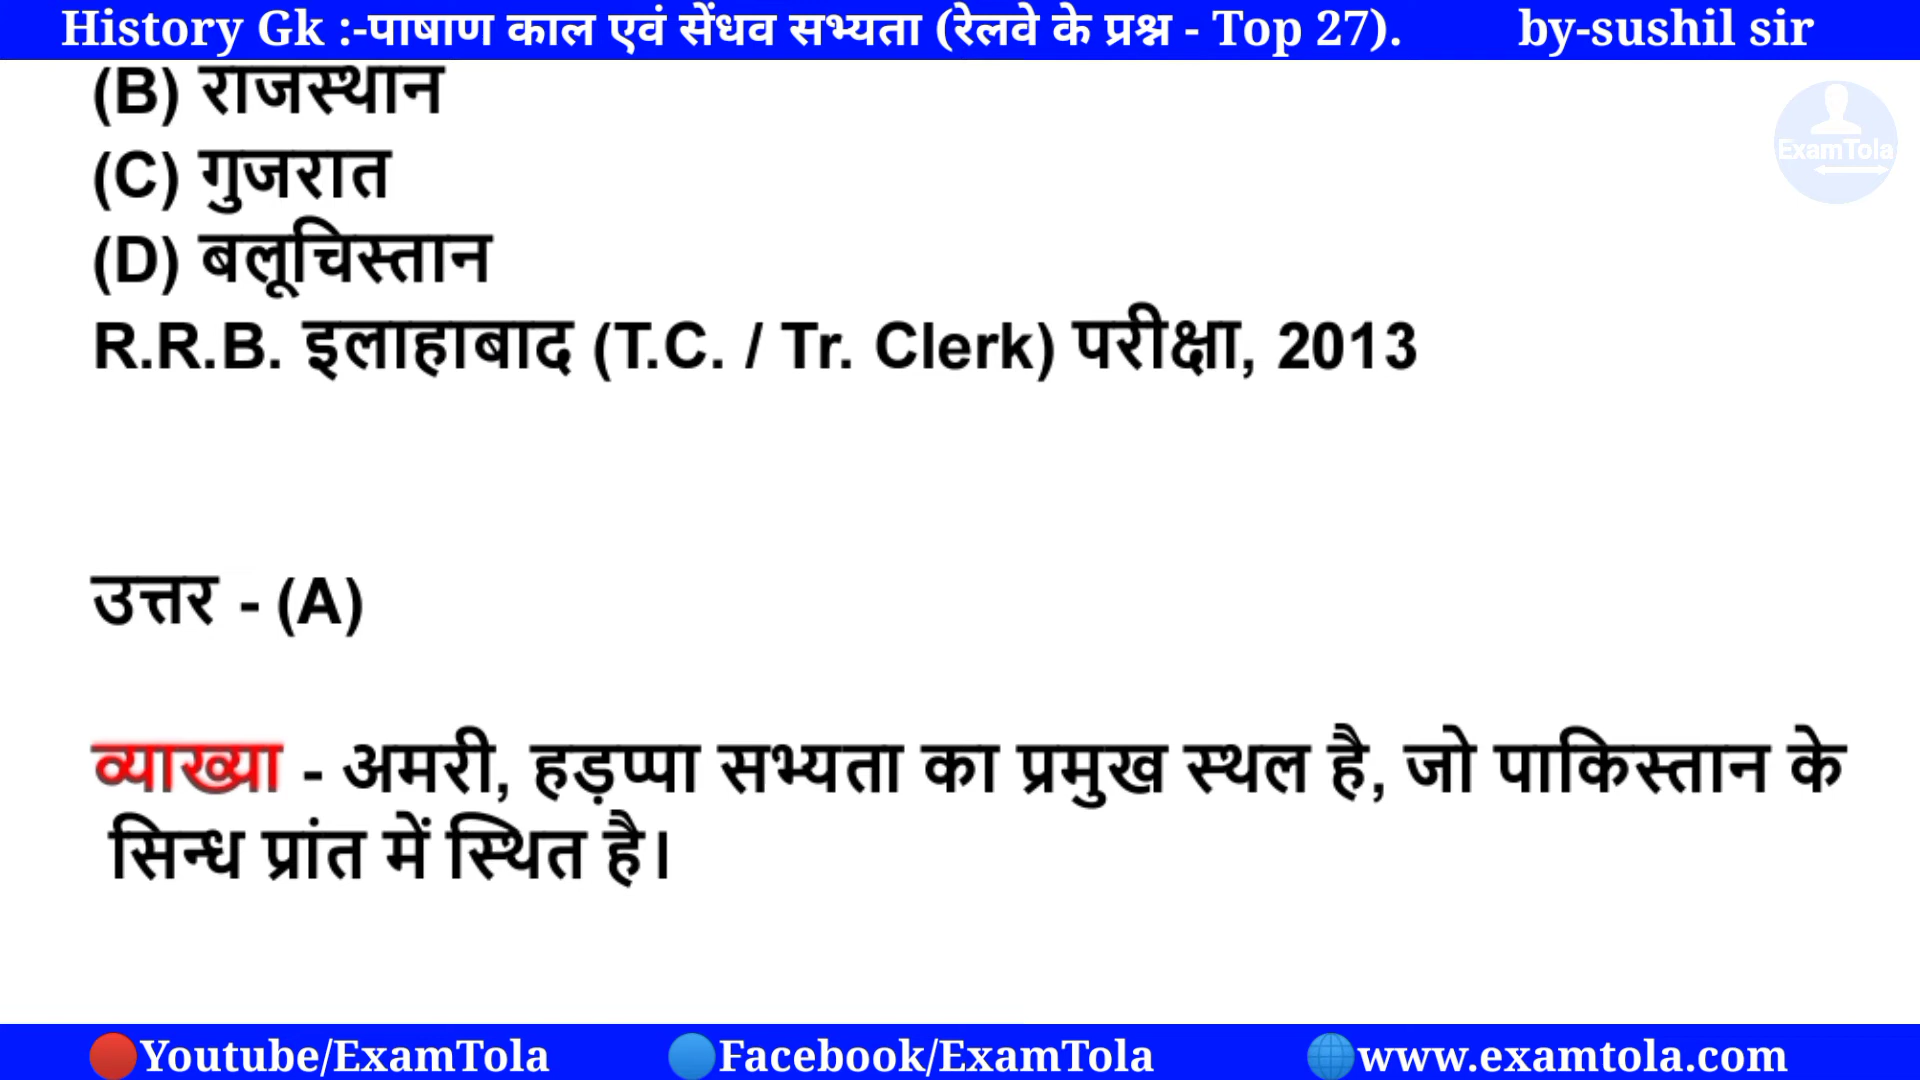 History Gk :-पाषाण काल एवं सेंधव सभ्यता (रेलवे के प्रश्न - Top 27). by-sushil sir
(B) राजस्थान
ExamTola
(C) गुजरात
(D) बलूचिस्तान
R.R.B. इलाहाबाद (T.C. / Tr. Clerk) परीक्षा, 2013
उत्तर - (A)
व्याख्या - अमरी, हड़प्पा सभ्यता का प्रमुख स्थल है, जो पाकिस्तान के
सिन्ध प्रांत में स्थित है।
Youtube/ExamTola Facebook/ExamTola www.examtola.com